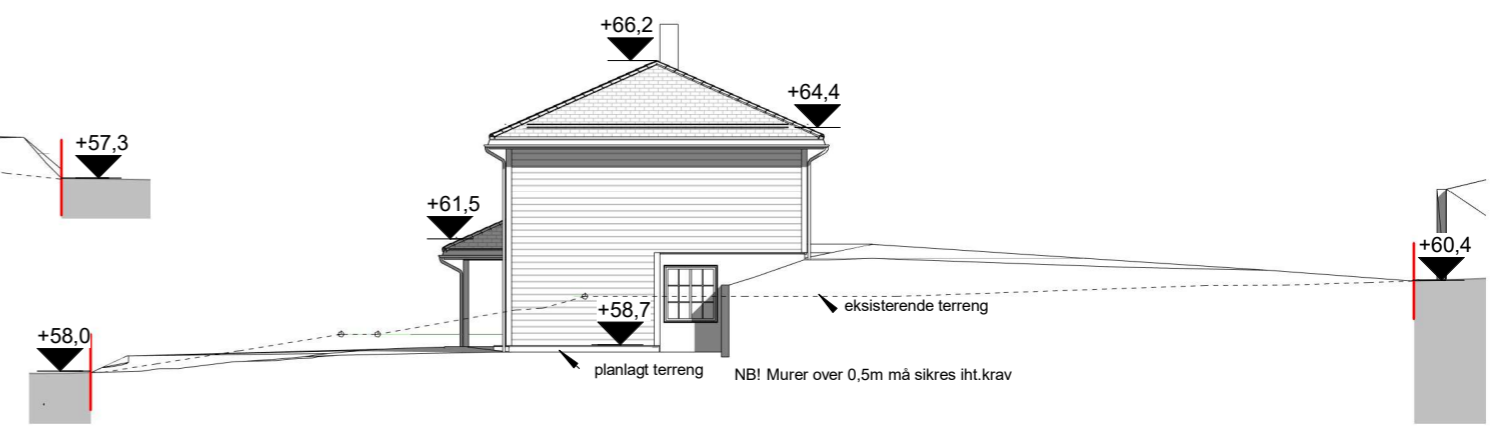 +66,2
+64,4
+57,3
+61,5
+60,4
eksisterende terreng
+58,7
+58,0
planlagt terreng
NB! Murer over 0,5m må sikres iht.krav